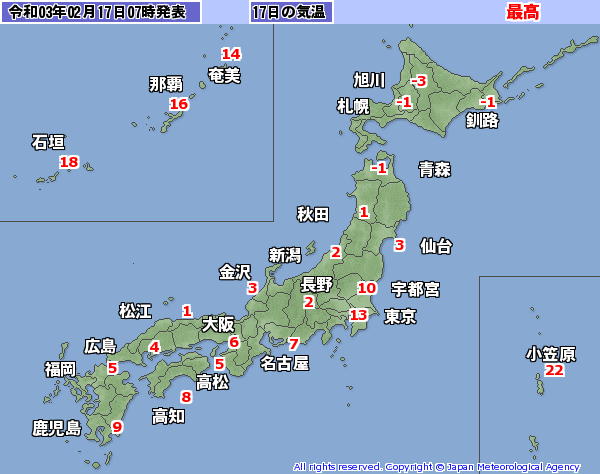 令和03年02月17日07時発表 17日の気温 最高
14
奄美
那覇
16
石垣
18
旭川 -3
札幌 -1 -1
釧路
-1 青森
秋田 1
3 仙台
新潟 2
金沢
3
長野
2
10 宇都宮
13 東京
松江 1
大阪
6
広島
4
7
名古屋
福岡 5
5
高松
8
高知
鹿児島 9
小笠原
22
All rights reserved. Copyright © Japan Meteorological Agency